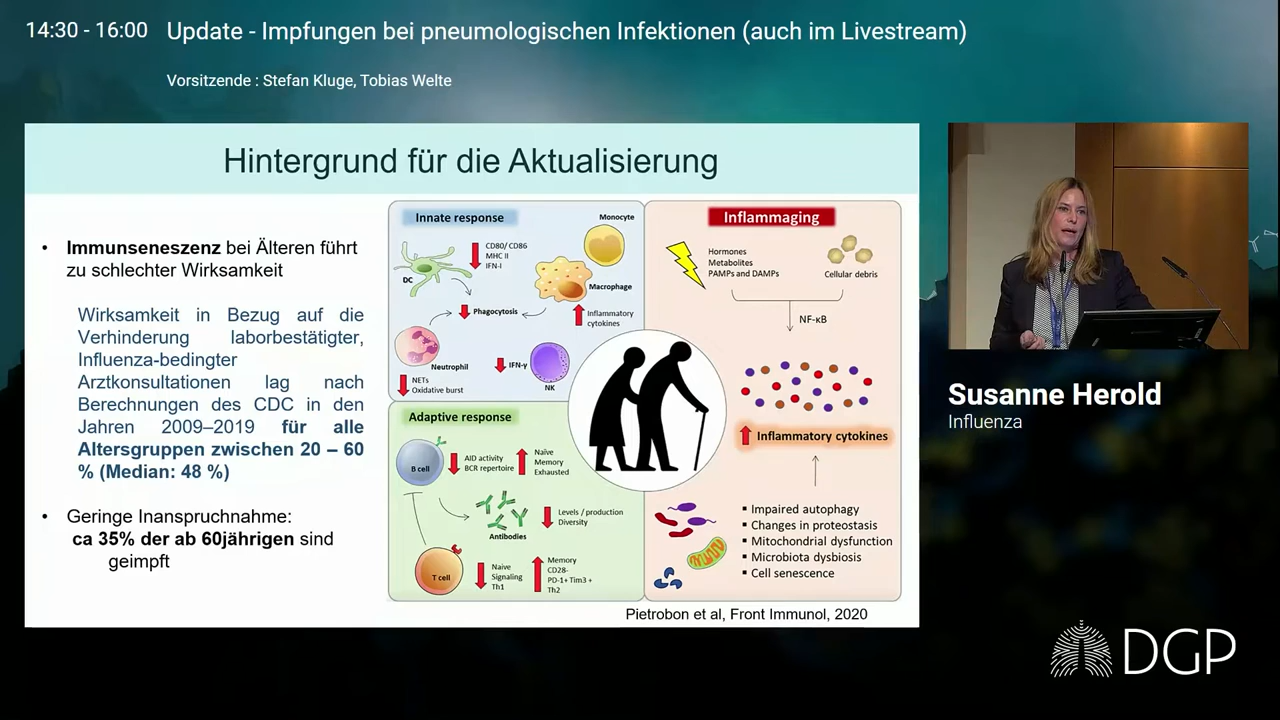 14:30 - 16:00 Update - Impfungen bei pneumologischen Infektionen (auch im Livestream)
Vorsitzende : Stefan Kluge, Tobias Welte
Hintergrund für die Aktualisierung
• Immunseneszenz bei Älteren führt
zu schlechter Wirksamkeit
Wirksamkeit in Bezug auf die
Verhinderung laborbestätigter,
Influenza-bedingter
Arztkonsultationen lag nach
Berechnungen des CDC in den
Jahren 2009–2019 für alle
Altersgruppen zwischen 20 – 60
% (Median: 48 %)
• Geringe Inanspruchnahme:
ca 35% der ab 60jährigen sind
geimpft
Innate response
Monocyte
CD80/ CD86
MHC II
IFN-I
DC
Macrophage
Phagocytosis
Inflammatory
cytokines
Neutrophil
IFN-γ
NK
NETs
Oxidative burst
Adaptive response
B cell
AID activity
BCR repertoire
Naïve
Memory
Exhausted
Antibodies
Levels / production
Diversity
T cell
Naive
Signaling
Th1
Memory
CD28-
PD-1+ Tim3 +
Th2
Inflammaging
Hormones
Metabolites
PAMPs and DAMPs
Cellular debris
NF-κB
Inflammatory cytokines
▪ Impaired autophagy
▪ Changes in proteostasis
▪ Mitochondrial dysfunction
▪ Microbiota dysbiosis
▪ Cell senescence
Pietrobon et al, Front Immunol, 2020
Susanne Herold
Influenza
DGP